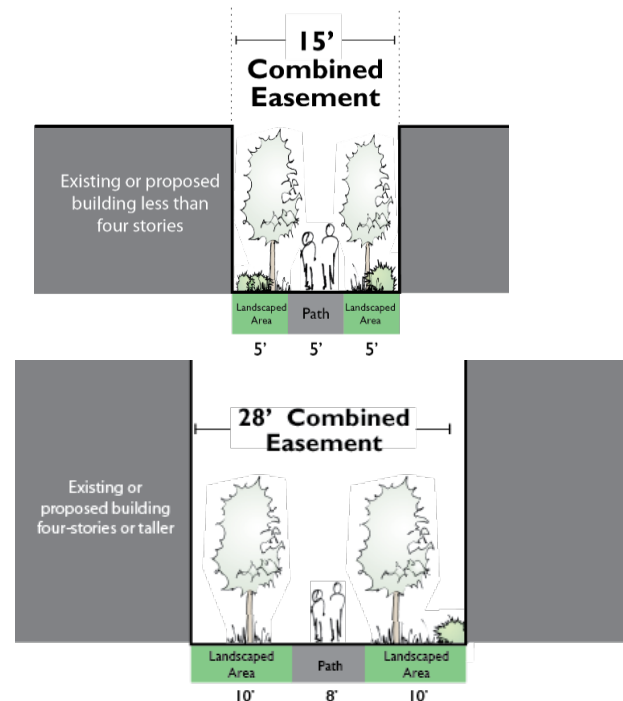 15’
Combined
Easement
Existing or proposed
building less than
four stories
Landscaped
Area
Path
Landscaped
Area
5’
5’
5’
28’ Combined
Easement
Existing or
proposed building
four-stories or taller
Landscaped
Area
Path
Landscaped
Area
10’
8’
10’